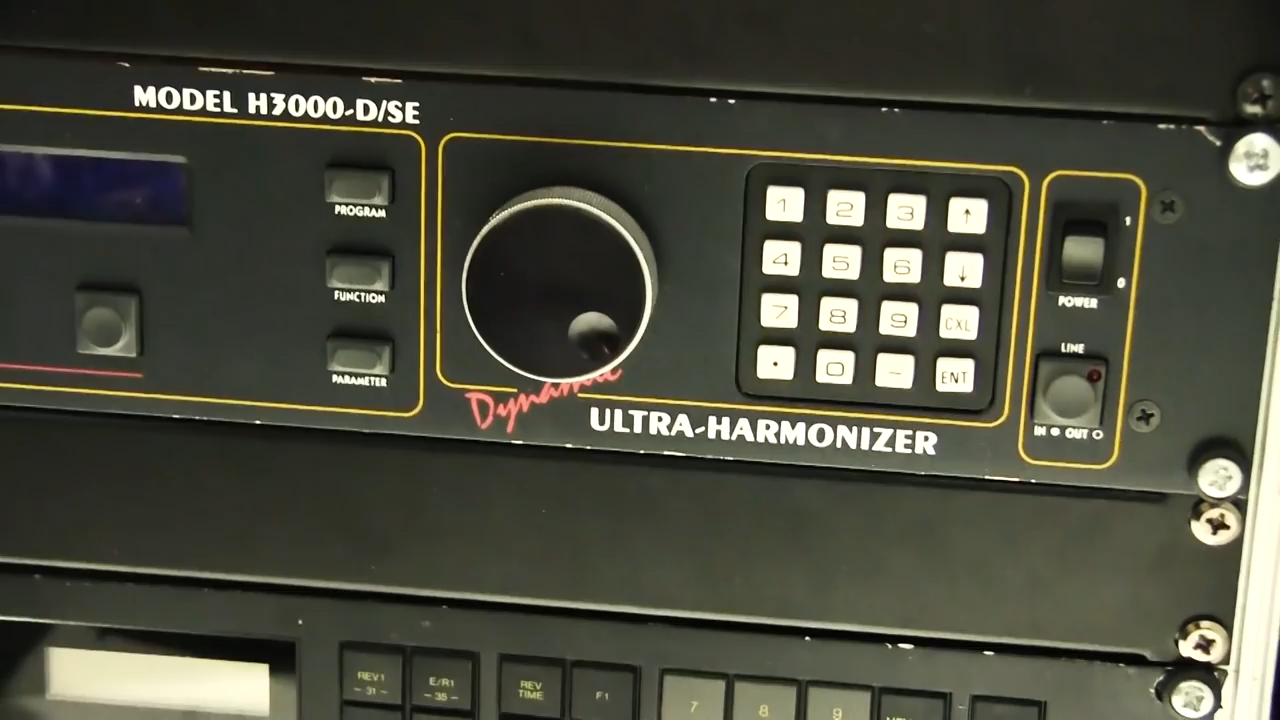 MODEL H3000-D/SE
PROGRAM
FUNCTION
PARAMETER
1 2 3 ↑
4 5 6 ↓
7 8 9 CXL
• 0 – ENT
1
0
POWER
LINE
IN OUT
Dynamic
ULTRA-HARMONIZER
REV1
– 31 –
E/R1
– 35 –
REV
TIME
F1
7 8 9